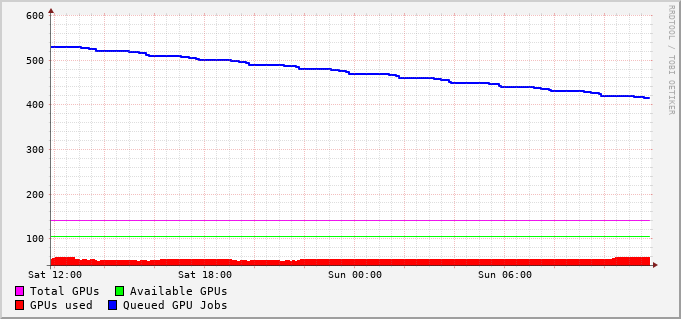 600
500
400
300
200
100
Sat 12:00 Sat 18:00 Sun 00:00 Sun 06:00
Total GPUs Available GPUs
GPUs used Queued GPU Jobs
RRDTOOL / TOBI OETIKER